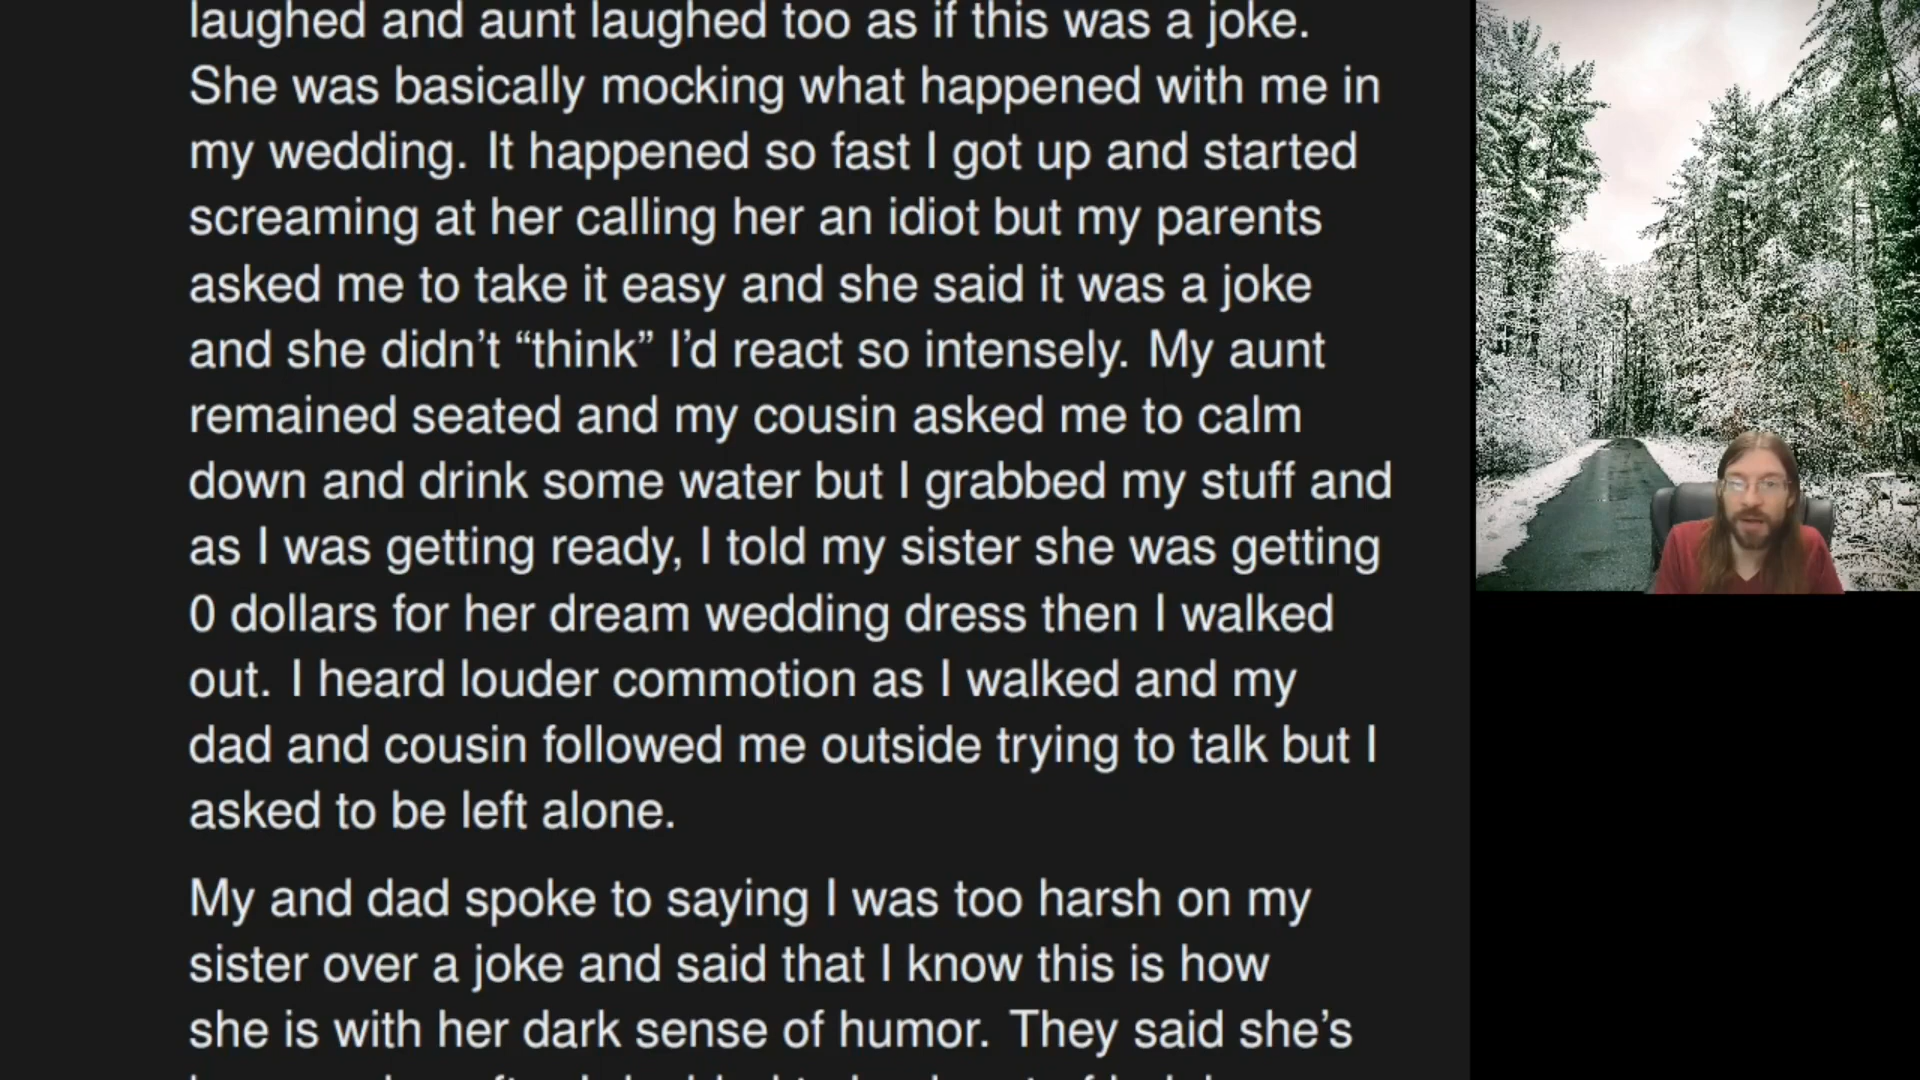 laughed and aunt laughed too as if this was a joke.
She was basically mocking what happened with me in
my wedding. It happened so fast I got up and started
screaming at her calling her an idiot but my parents
asked me to take it easy and she said it was a joke
and she didn’t “think” I’d react so intensely. My aunt
remained seated and my cousin asked me to calm
down and drink some water but I grabbed my stuff and
as I was getting ready, I told my sister she was getting
0 dollars for her dream wedding dress then I walked
out. I heard louder commotion as I walked and my
dad and cousin followed me outside trying to talk but I
asked to be left alone.
My and dad spoke to saying I was too harsh on my
sister over a joke and said that I know this is how
she is with her dark sense of humor. They said she’s